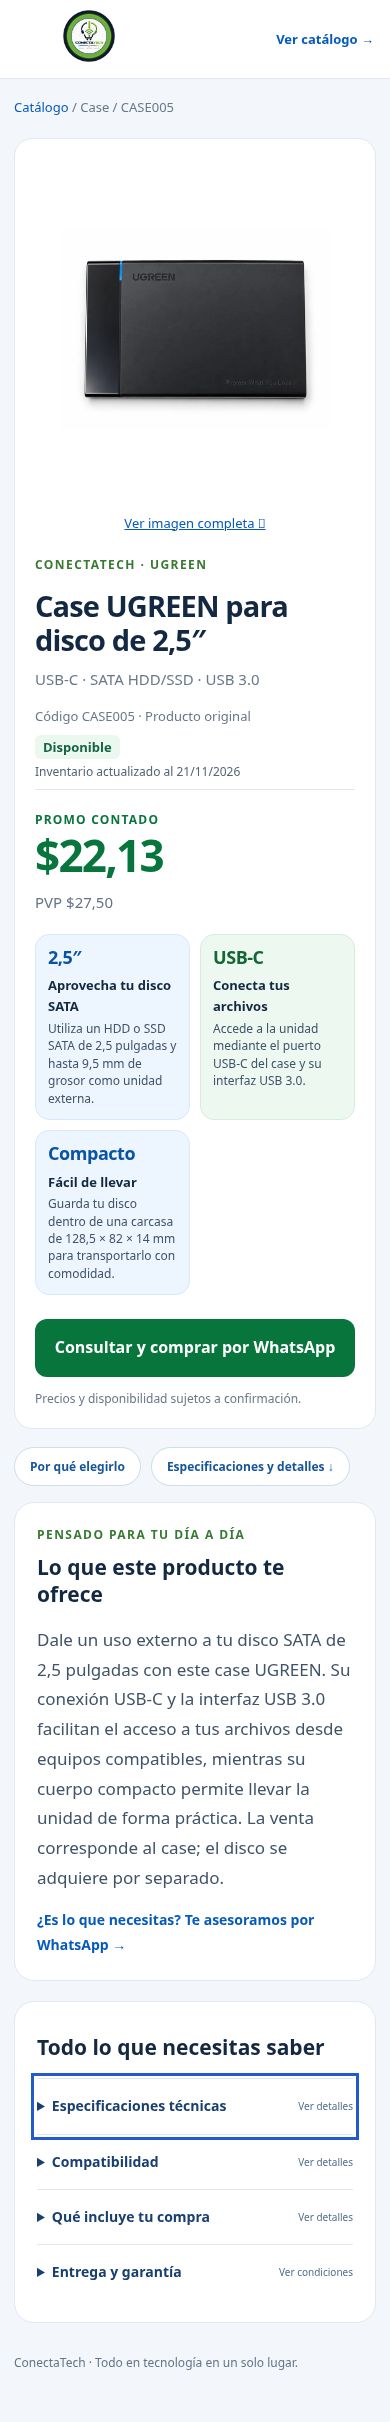 CONECTATECH
Ver catálogo →
Catálogo / Case / CASE005
UGREEN
Ver imagen completa
CONECTATECH · UGREEN
Case UGREEN para
disco de 2,5″
USB-C · SATA HDD/SSD · USB 3.0
Código CASE005 · Producto original
Disponible
Inventario actualizado al 21/11/2026
PROMO CONTADO
$22,13
PVP $27,50
2,5″
Aprovecha tu disco
SATA
Utiliza un HDD o SSD
SATA de 2,5 pulgadas y
hasta 9,5 mm de
grosor como unidad
externa.
USB-C
Conecta tus
archivos
Accede a la unidad
mediante el puerto
USB-C del case y su
interfaz USB 3.0.
Compacto
Fácil de llevar
Guarda tu disco
dentro de una carcasa
de 128,5 × 82 × 14 mm
para transportarlo con
comodidad.
Consultar y comprar por WhatsApp
Precios y disponibilidad sujetos a confirmación.
Por qué elegirlo
Especificaciones y detalles ↓
PENSADO PARA TU DÍA A DÍA
Lo que este producto te
ofrece
Dale un uso externo a tu disco SATA de
2,5 pulgadas con este case UGREEN. Su
conexión USB-C y la interfaz USB 3.0
facilitan el acceso a tus archivos desde
equipos compatibles, mientras su
cuerpo compacto permite llevar la
unidad de forma práctica. La venta
corresponde al case; el disco se
adquiere por separado.
¿Es lo que necesitas? Te asesoramos por
WhatsApp →
Todo lo que necesitas saber
Especificaciones técnicas Ver detalles
Compatibilidad Ver detalles
Qué incluye tu compra Ver detalles
Entrega y garantía Ver condiciones
ConectaTech · Todo en tecnología en un solo lugar.